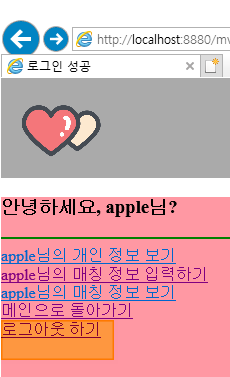 http://localhost:8880/mv
로그인 성공
안녕하세요, apple님?
apple님의 개인 정보 보기
apple님의 매칭 정보 입력하기
apple님의 매칭 정보 보기
메인으로 돌아가기
로그아웃 하기